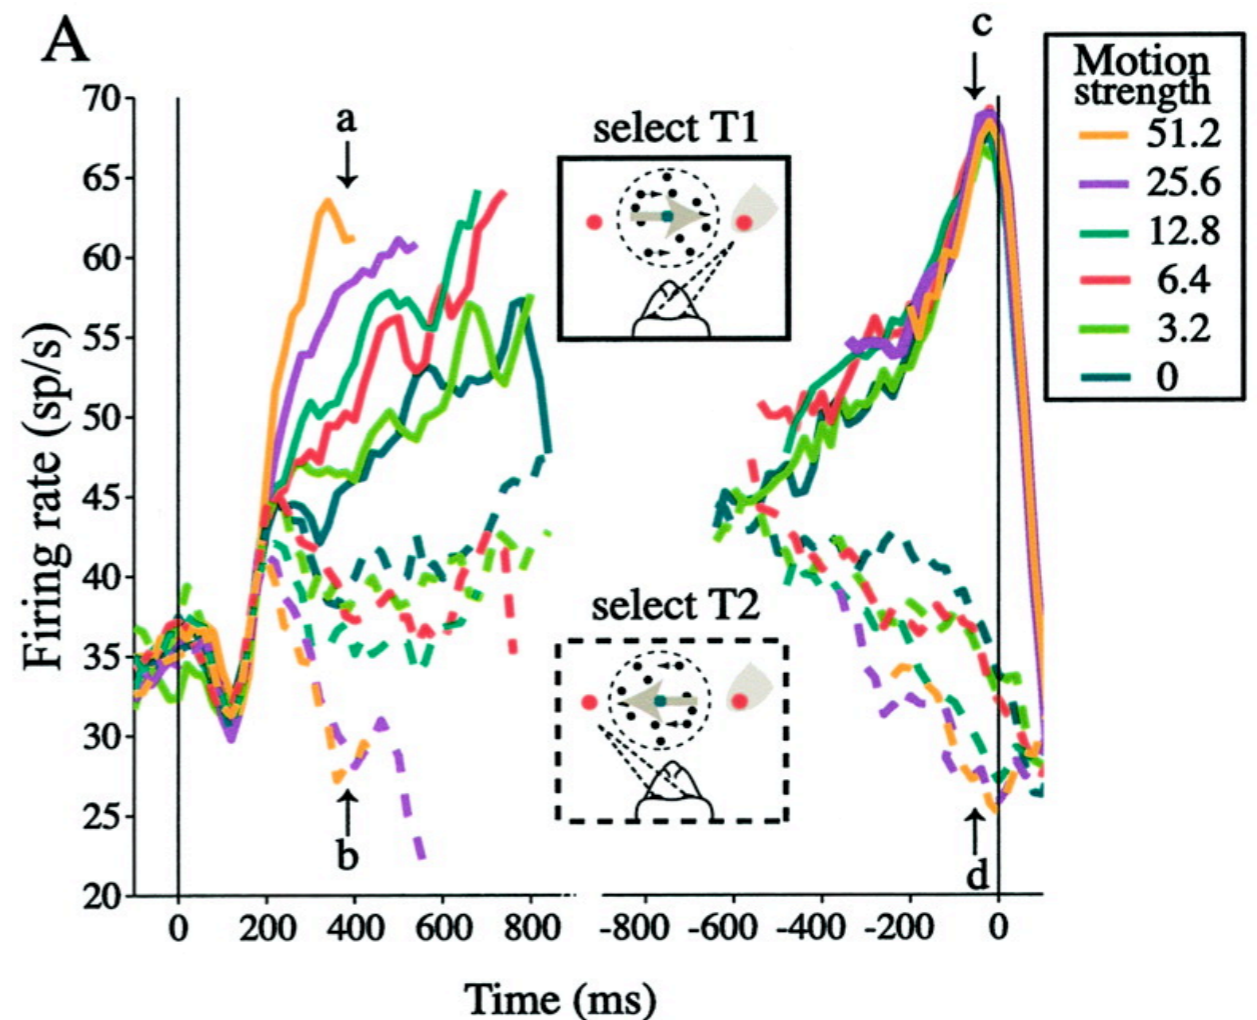 A
c
Motion
strength
51.2
25.6
12.8
6.4
3.2
0
70
65
60
55
50
45
40
35
30
25
20
Firing rate (sp/s)
a
select T1
select T2
b
d
0 200 400 600 800 -800 -600 -400 -200 0
Time (ms)